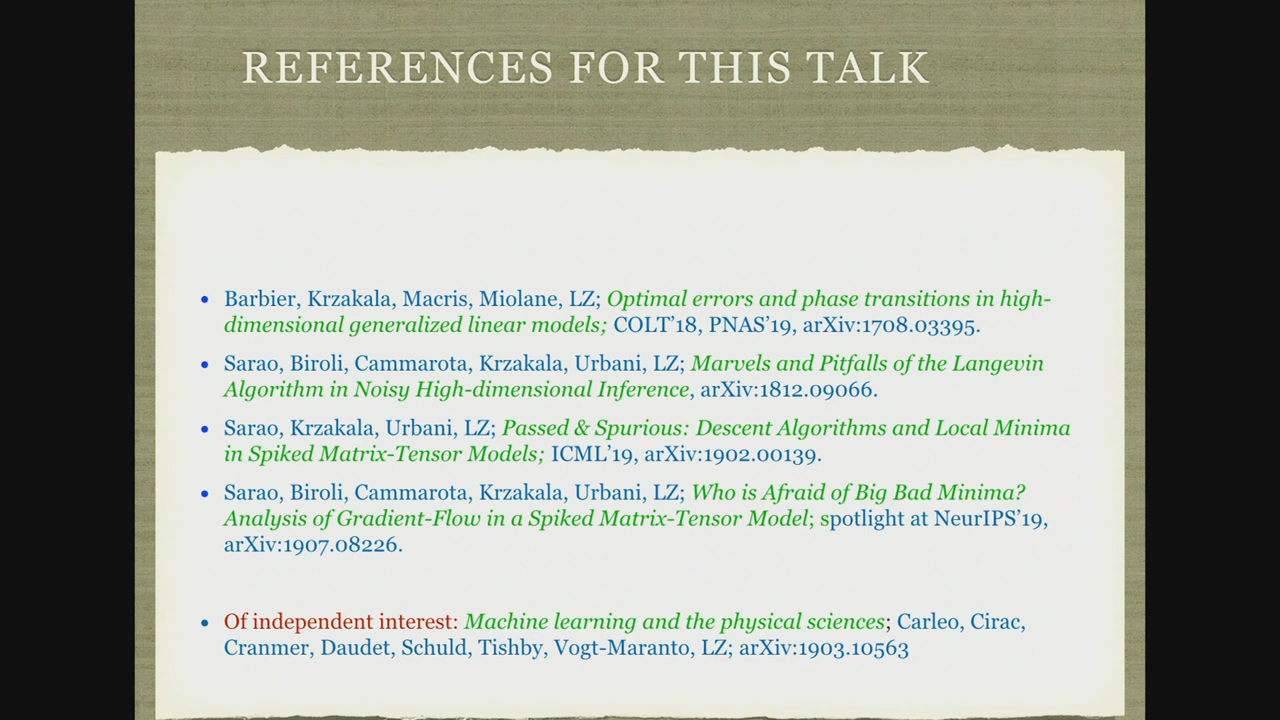 REFERENCES FOR THIS TALK
• Barbier, Krzakala, Macris, Miolane, LZ; Optimal errors and phase transitions in high-
dimensional generalized linear models; COLT’18, PNAS’19, arXiv:1708.03395.
• Sarao, Biroli, Cammarota, Krzakala, Urbani, LZ; Marvels and Pitfalls of the Langevin
Algorithm in Noisy High-dimensional Inference, arXiv:1812.09066.
• Sarao, Krzakala, Urbani, LZ; Passed & Spurious: Descent Algorithms and Local Minima
in Spiked Matrix-Tensor Models; ICML’19, arXiv:1902.00139.
• Sarao, Biroli, Cammarota, Krzakala, Urbani, LZ; Who is Afraid of Big Bad Minima?
Analysis of Gradient-Flow in a Spiked Matrix-Tensor Model; spotlight at NeurIPS’19,
arXiv:1907.08226.
• Of independent interest: Machine learning and the physical sciences; Carleo, Cirac,
Cranmer, Daudet, Schuld, Tishby, Vogt-Maranto, LZ; arXiv:1903.10563